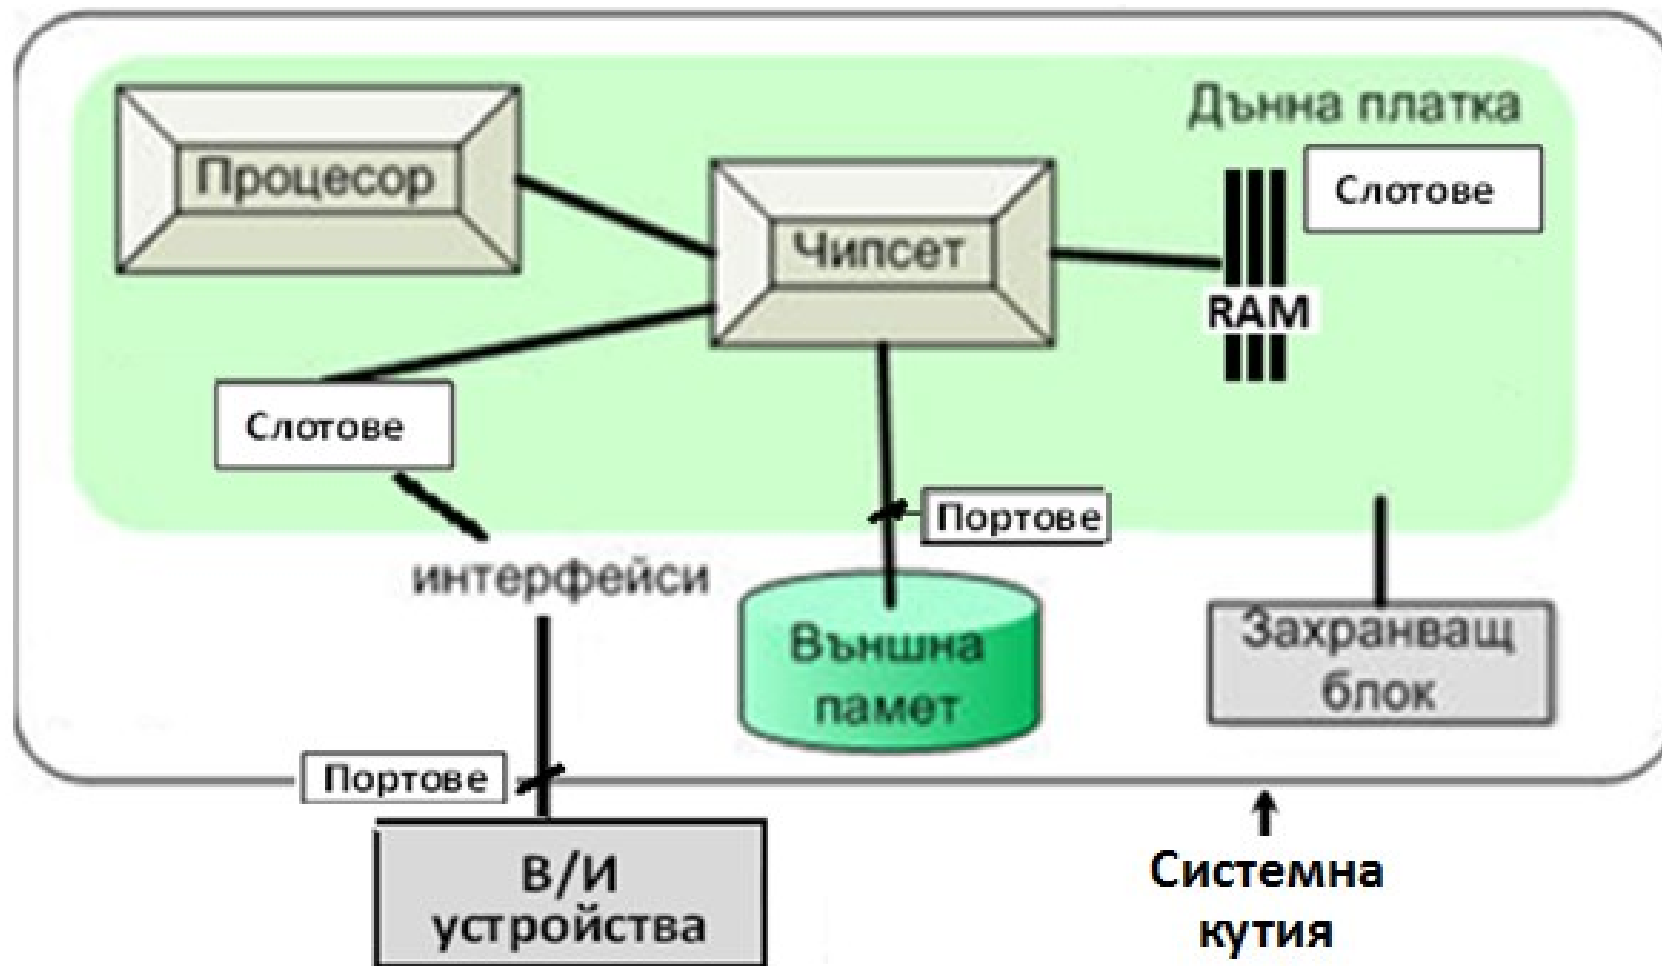 Дънна платка
Процесор
Слотове
Чипсет
RAM
Слотове
Портове
интерфейси
Външна
памет
Захранващ
блок
Портове
В/И
устройства
Системна
кутия